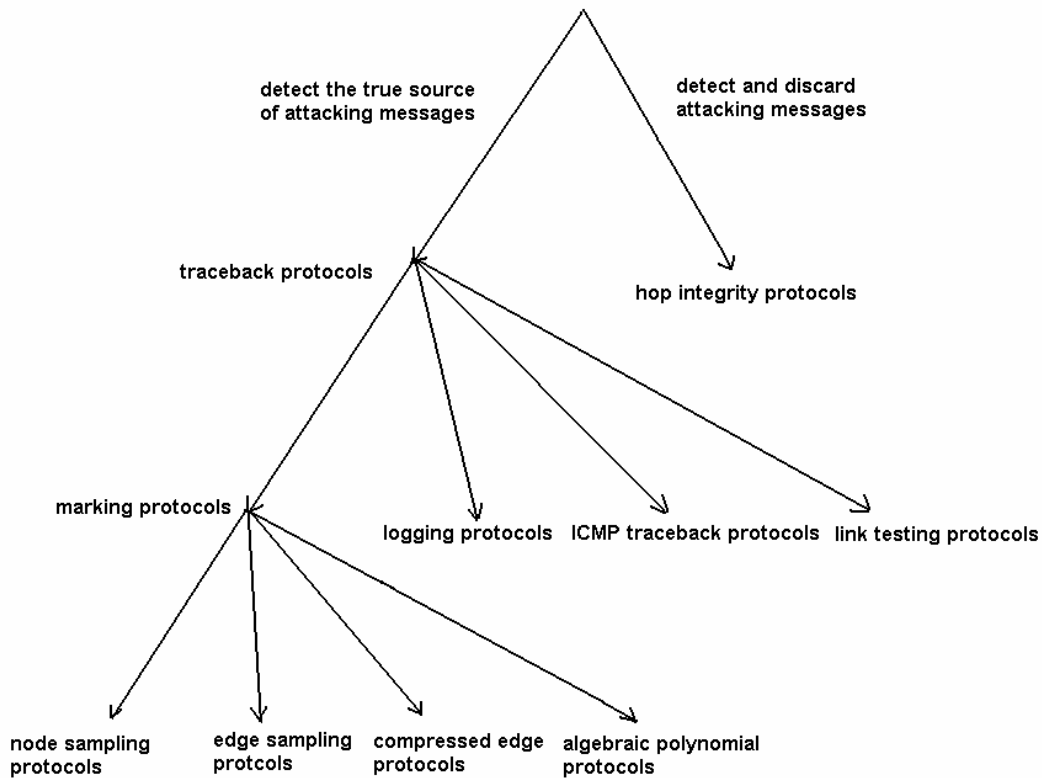 detect the true source
of attacking messages
detect and discard
attacking messages
traceback protocols
hop integrity protocols
marking protocols
logging protocols
ICMP traceback protocols
link testing protocols
node sampling
protocols
edge sampling
protcols
compressed edge
protocols
algebraic polynomial
protocols